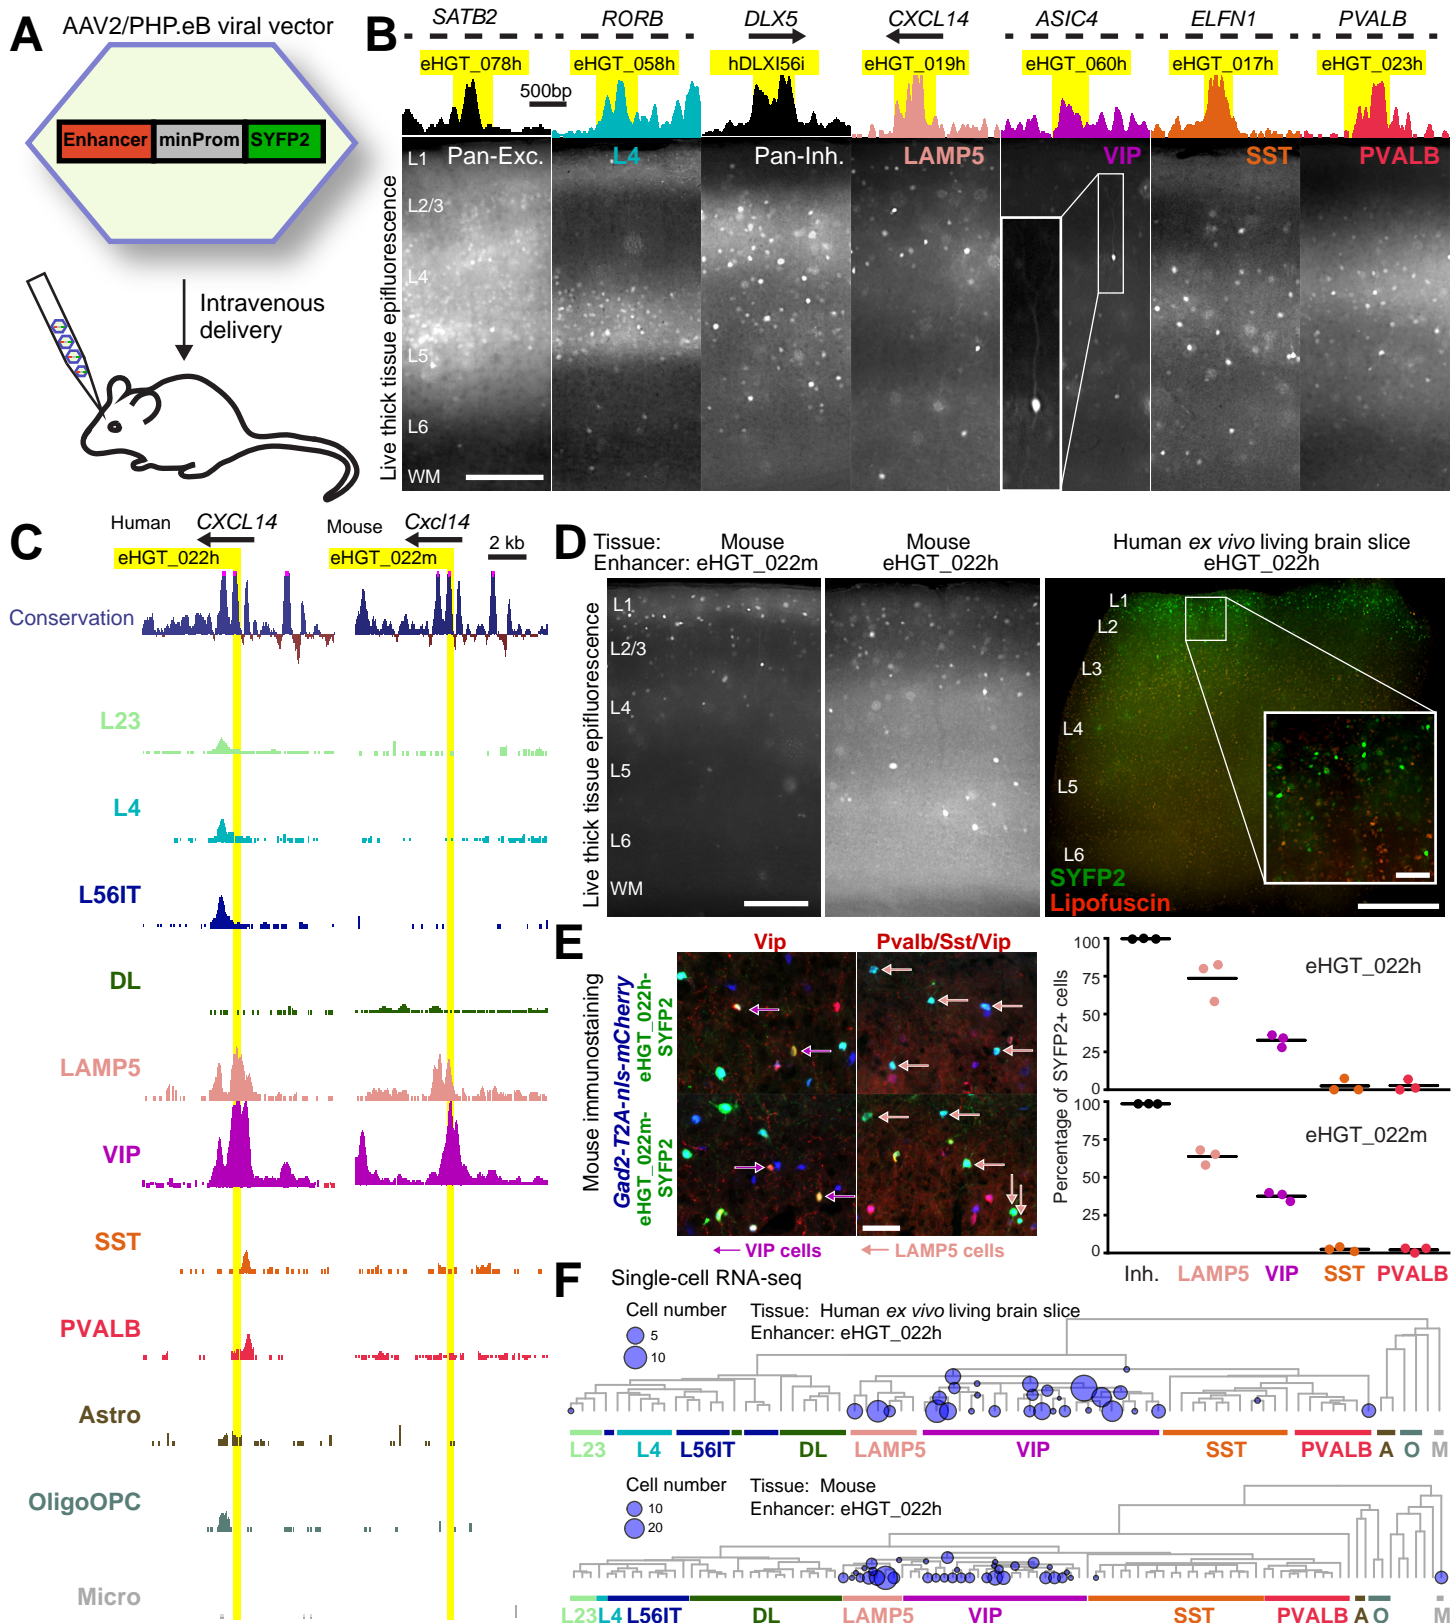 A
AAV2/PHP.eB viral vector
Enhancer minProm SYFP2
Intravenous
delivery
B
SATB2 RORB DLX5 CXCL14 ASIC4 ELFN1 PVALB
eHGT_078h eHGT_058h hDLXI56i eHGT_019h eHGT_060h eHGT_017h eHGT_023h
500bp
Live thick tissue epifluorescence
Pan-Exc. L4 Pan-Inh. LAMP5 VIP SST PVALB
L1
L2/3
L4
L5
L6
WM
C
Human CXCL14 Mouse Cxcl14
2 kb
eHGT_022h eHGT_022m
Conservation
L23
L4
L56IT
DL
LAMP5
VIP
SST
PVALB
Astro
OligoOPC
Micro
D
Tissue: Mouse Mouse Human ex vivo living brain slice
Enhancer: eHGT_022m eHGT_022h eHGT_022h
Live thick tissue epifluorescence
L1
L2/3
L4
L5
L6
WM
L1
L2
L3
L4
L5
L6
SYFP2
Lipofuscin
E
Vip Pvalb/Sst/Vip
Mouse immunostaining
Gad2-T2A-nls-mCherry
eHGT_022h-
SYFP2
eHGT_022m-
SYFP2
VIP cells LAMP5 cells
Percentage of SYFP2+ cells
100
75
50
25
0
eHGT_022h
100
75
50
25
0
eHGT_022m
Inh. LAMP5 VIP SST PVALB
F
Single-cell RNA-seq
Cell number
5
10
Tissue: Human ex vivo living brain slice
Enhancer: eHGT_022h
L23 L4 L56IT DL LAMP5 VIP SST PVALB A O M
Cell number
10
20
Tissue: Mouse
Enhancer: eHGT_022h
L23 L4 L56IT DL LAMP5 VIP SST PVALB A O M